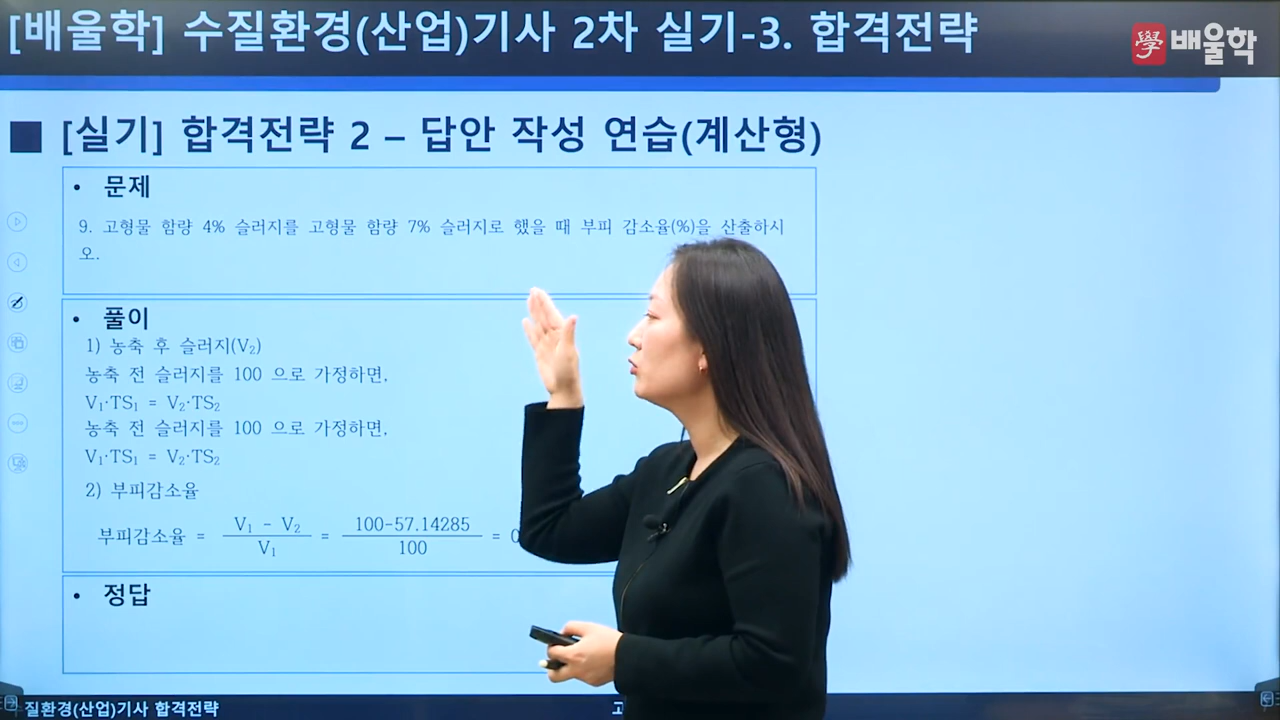 [배울학] 수질환경(산업)기사 2차 실기-3. 합격전략
學 배울학
[실기] 합격전략 2 – 답안 작성 연습(계산형)
• 문제
9. 고형물 함량 4% 슬러지를 고형물 함량 7% 슬러지로 했을 때 부피 감소율(%)을 산출하시
오.
• 풀이
1) 농축 후 슬러지(V₂)
농축 전 슬러지를 100 으로 가정하면,
V₁·TS₁ = V₂·TS₂
농축 전 슬러지를 100 으로 가정하면,
V₁·TS₁ = V₂·TS₂
2) 부피감소율
부피감소율 = (V₁ - V₂)/V₁ = (100-57.14285)/100 = 0
• 정답
질환경(산업)기사 합격전략